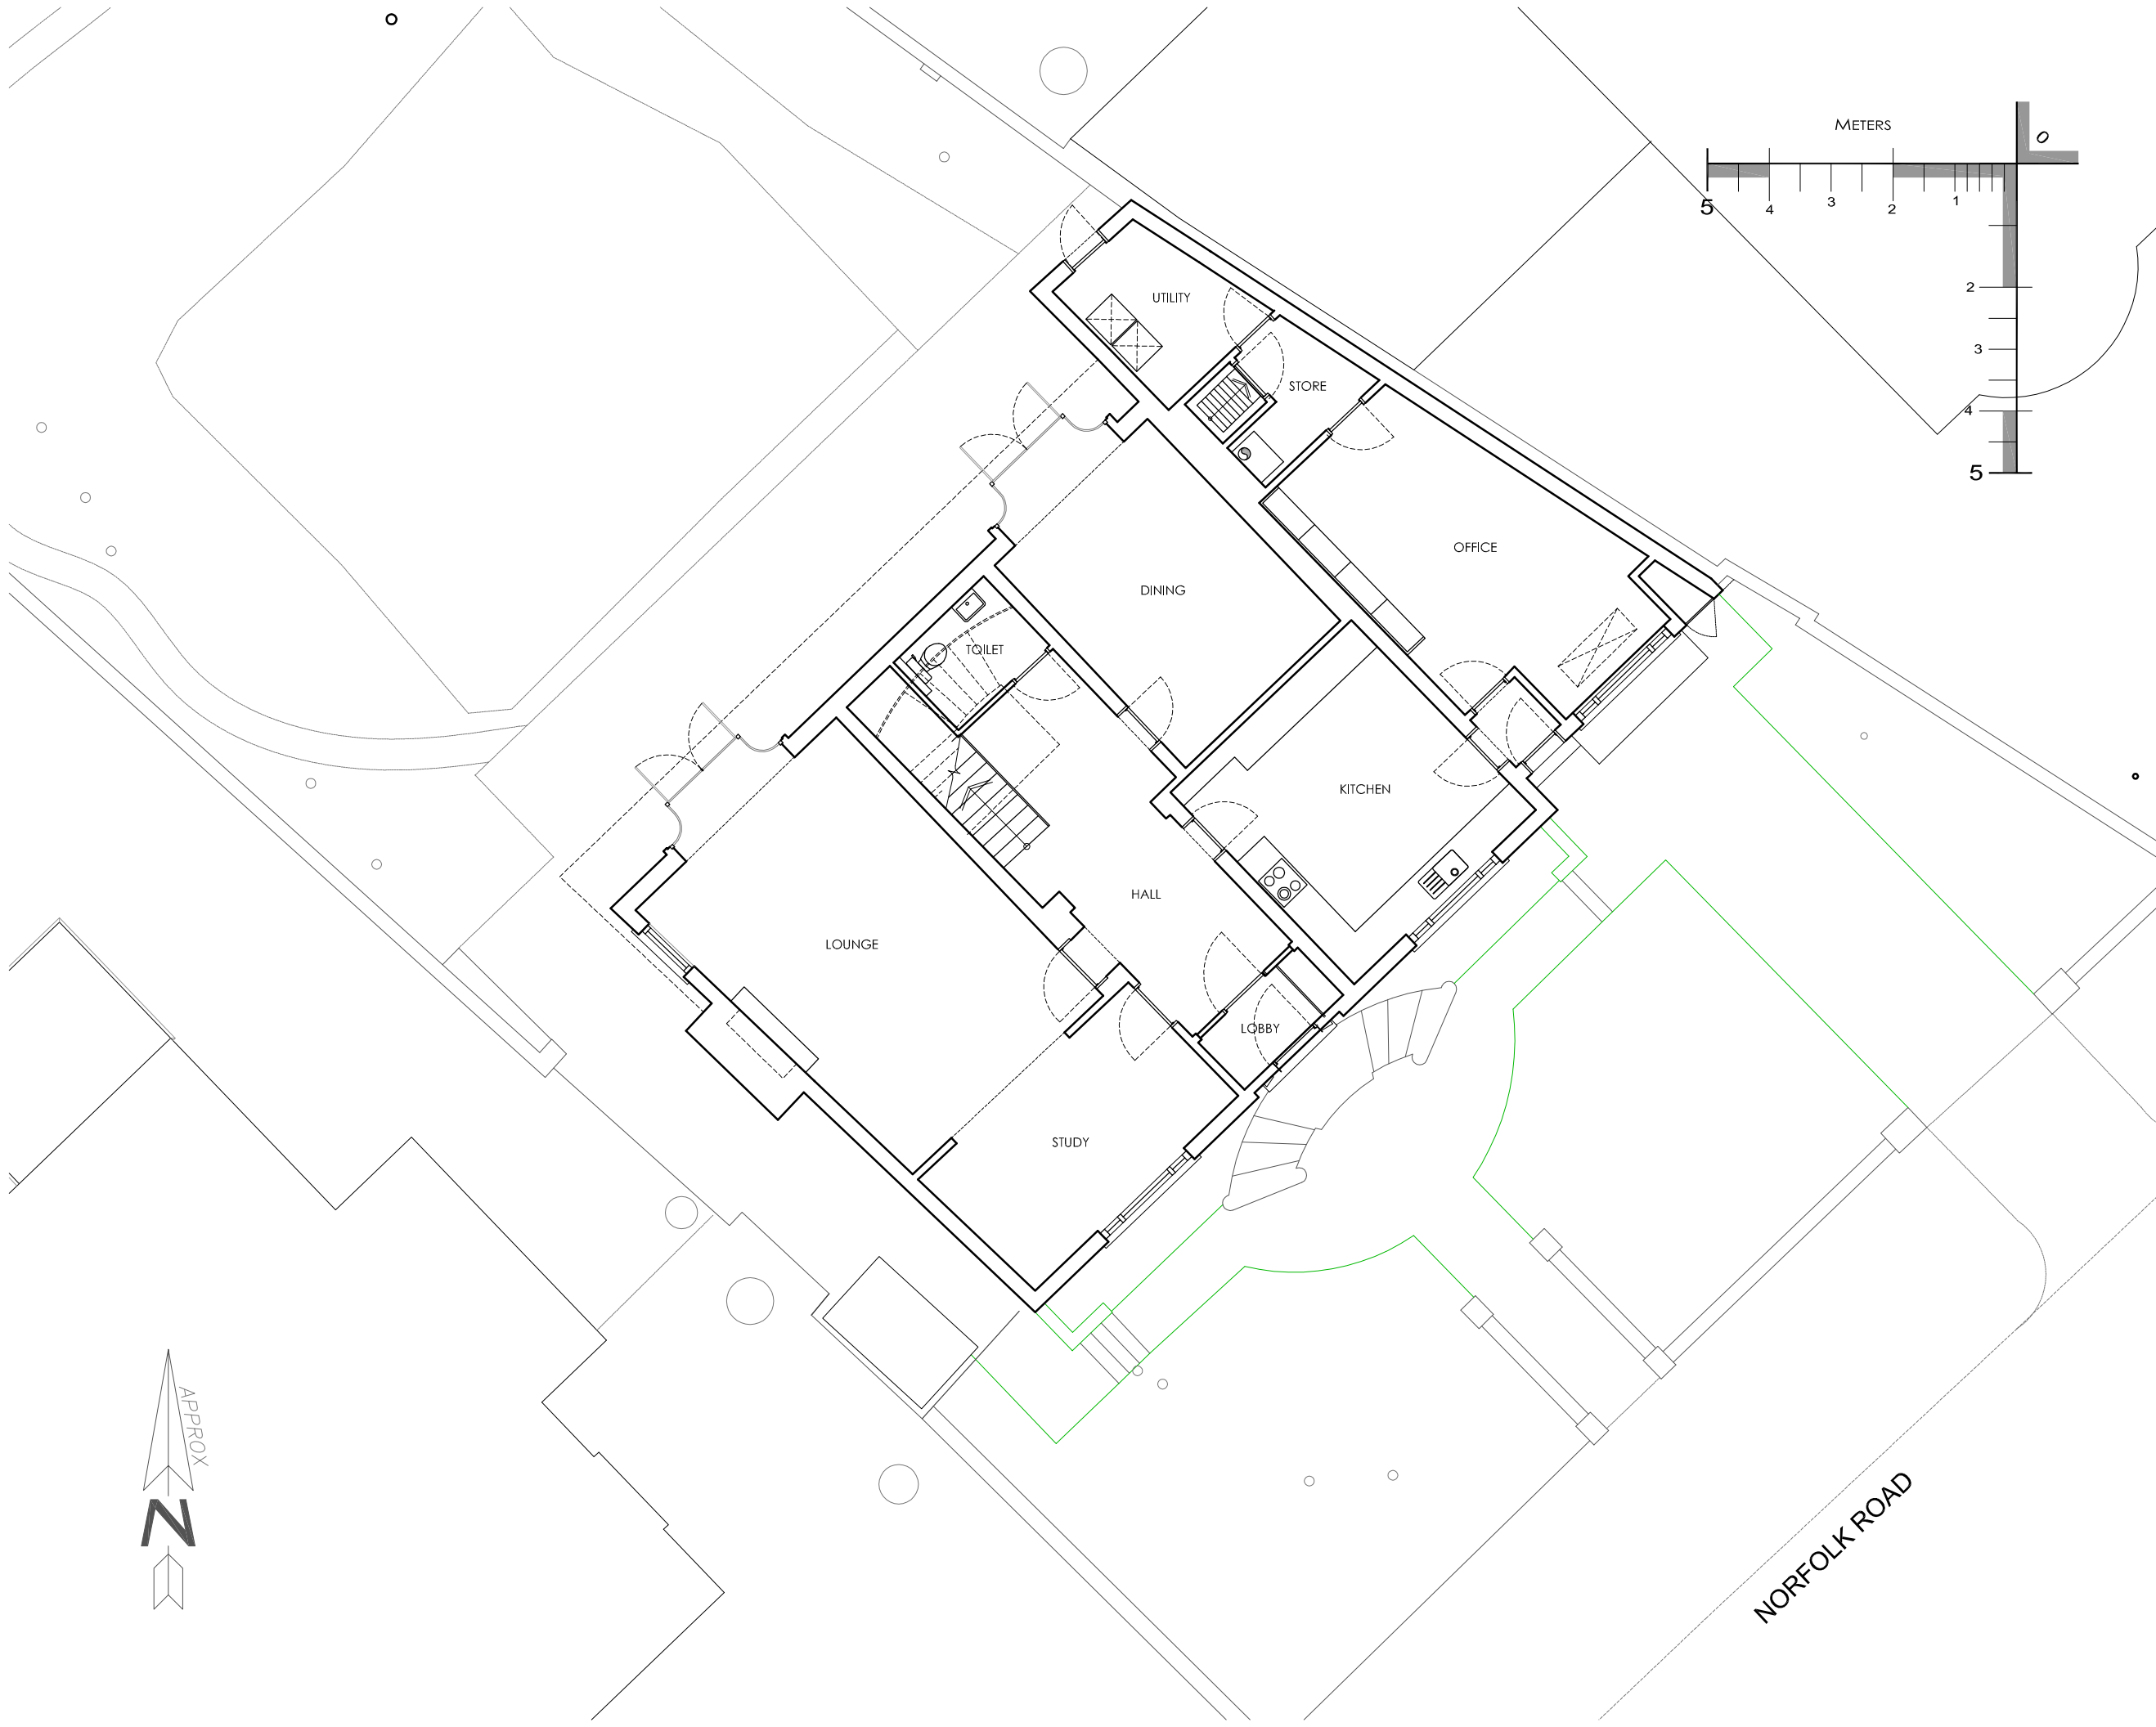 METERS
0
5 4 3 2 1
2
3
4
5
UTILITY
STORE
OFFICE
DINING
TOILET
KITCHEN
HALL
LOUNGE
LOBBY
STUDY
APPROX
N
NORFOLK ROAD